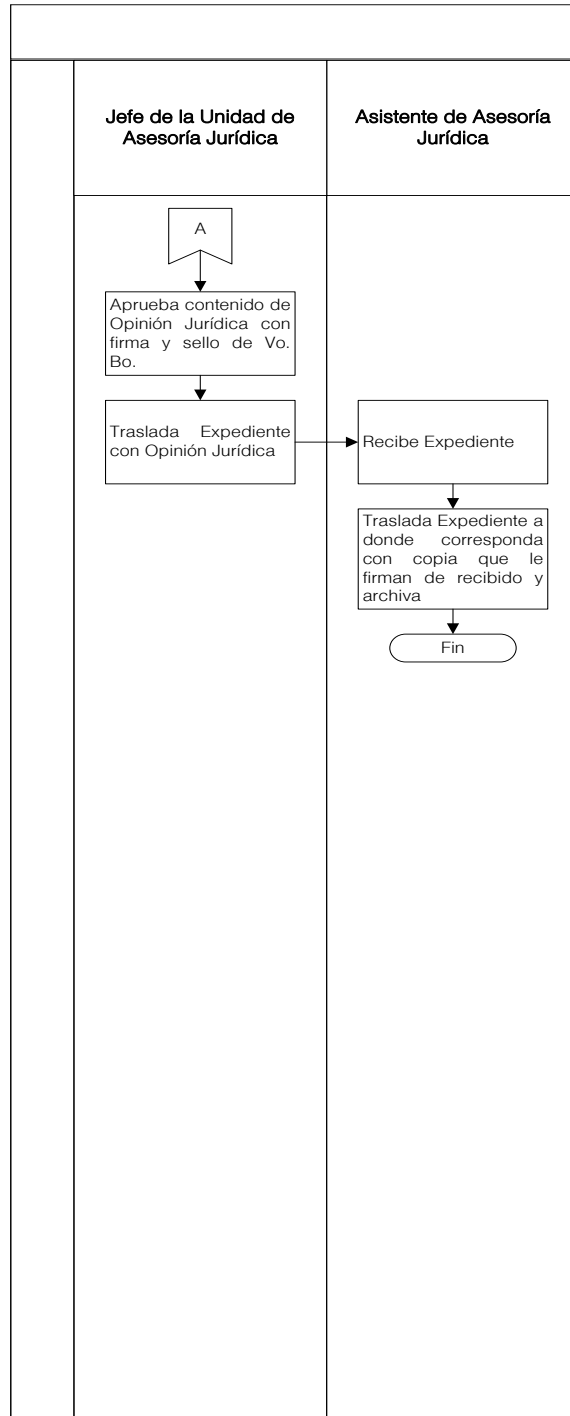 Jefe de la Unidad de
Asesoría Jurídica
Asistente de Asesoría
Jurídica
A
Aprueba contenido de
Opinión Jurídica con
firma y sello de Vo.
Bo.
Traslada Expediente
con Opinión Jurídica
Recibe Expediente
Traslada Expediente a
donde corresponda
con copia que le
firman de recibido y
archiva
Fin